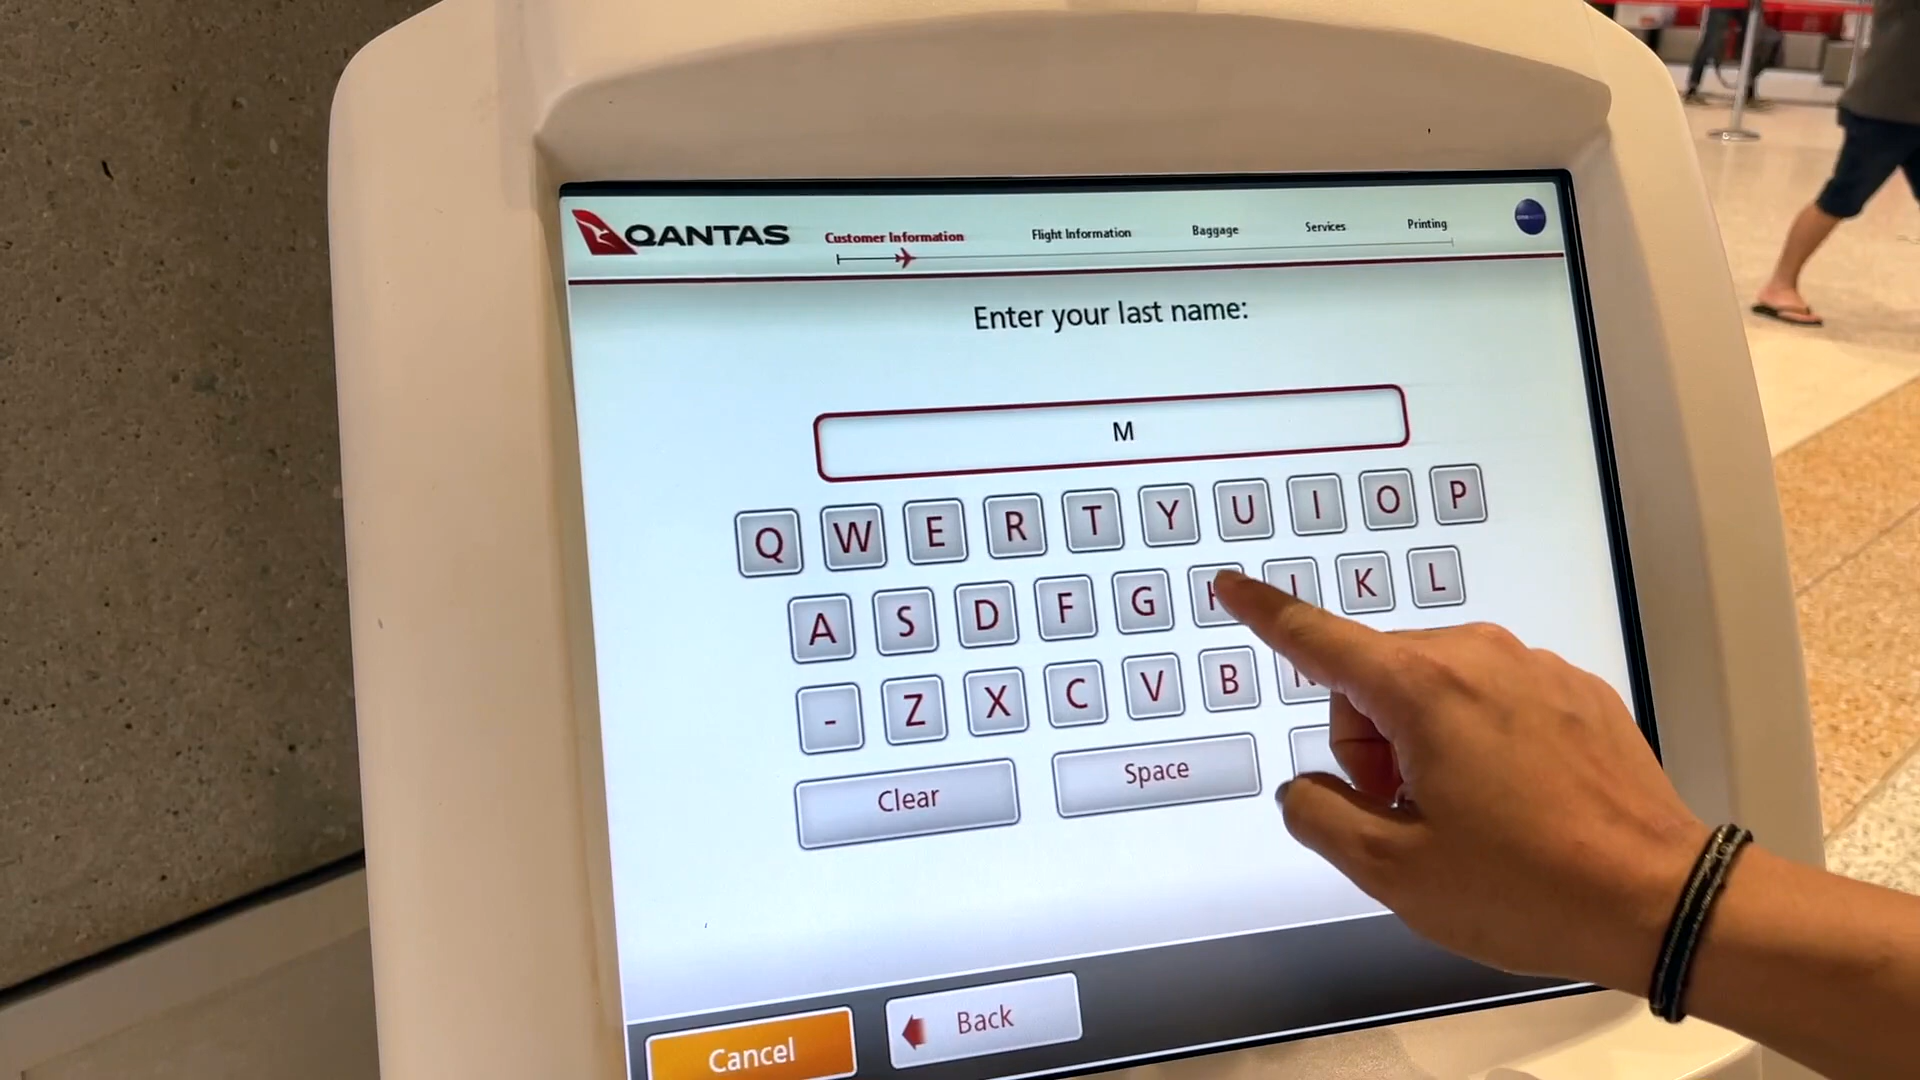 QANTAS
Customer Information Flight Information Baggage Services Printing
Enter your last name:
M
Q W E R T Y U I O P
A S D F G K L
- Z X C V B
Clear Space
Cancel Back